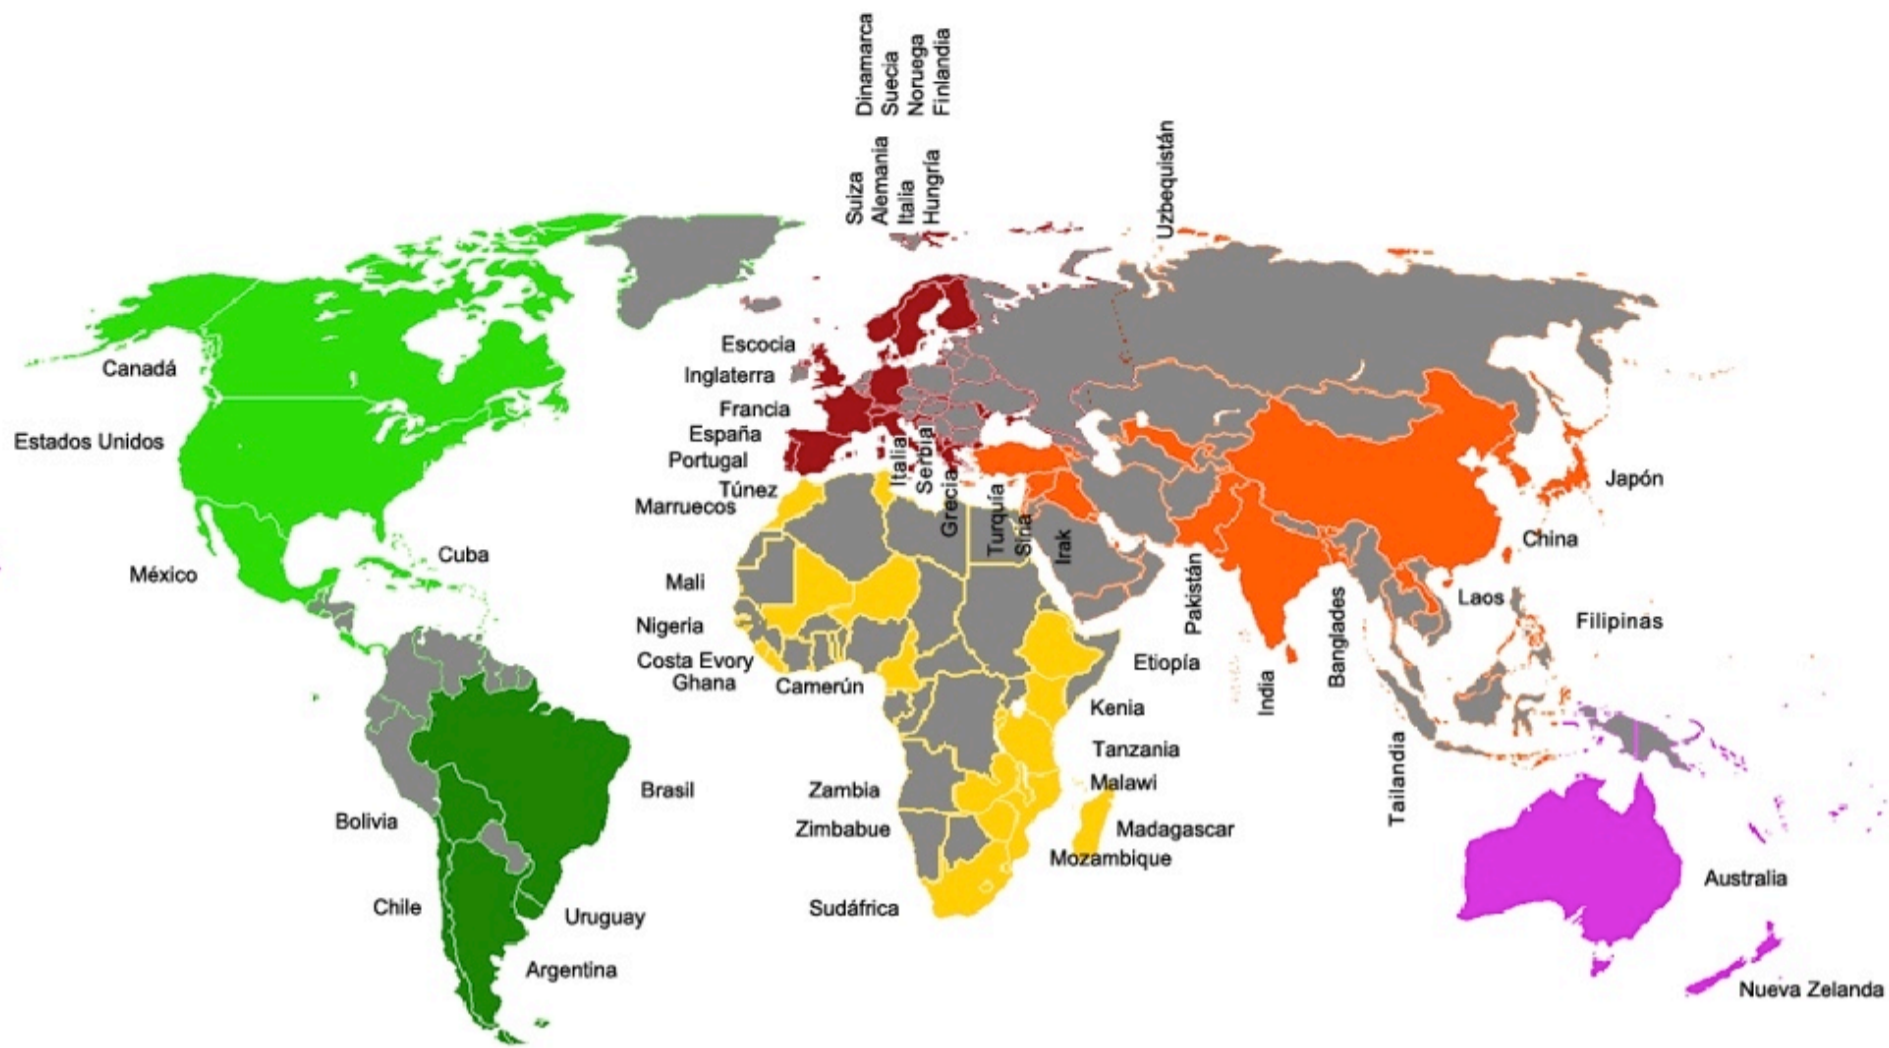 Dinamarca
Suecia
Noruega
Finlandia
Suiza
Alemania
Italia
Hungría
Uzbequistán
Escocia
Canadá
Inglaterra
Francia
Estados Unidos
España
Portugal
Italia
Serbia
Grecia
Túnez
Marruecos
Turquía
Siria
Irak
Japón
China
Cuba
México
Mali
Pakistán
Laos
Filipinas
Nigeria
Banglades
Costa Evory
Ghana
Camerún
Etiopía
India
Kenia
Tanzania
Tailandia
Malawi
Zambia
Brasil
Bolivia
Zimbabue
Madagascar
Mozambique
Australia
Chile
Sudáfrica
Uruguay
Argentina
Nueva Zelanda